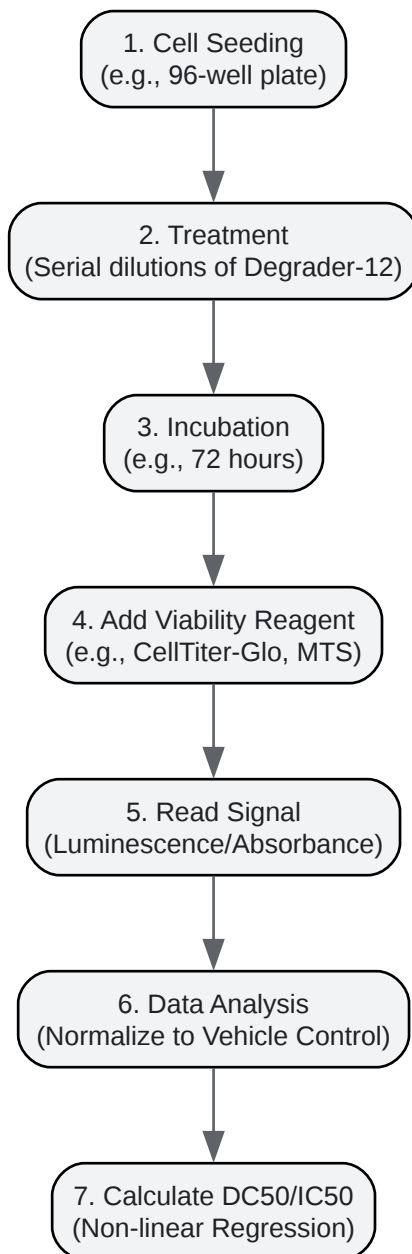 1. Cell Seeding
(e.g., 96-well plate)
2. Treatment
(Serial dilutions of Degrader-12)
3. Incubation
(e.g., 72 hours)
4. Add Viability Reagent
(e.g., CellTiter-Glo, MTS)
5. Read Signal
(Luminescence/Absorbance)
6. Data Analysis
(Normalize to Vehicle Control)
7. Calculate DC50/IC50
(Non-linear Regression)